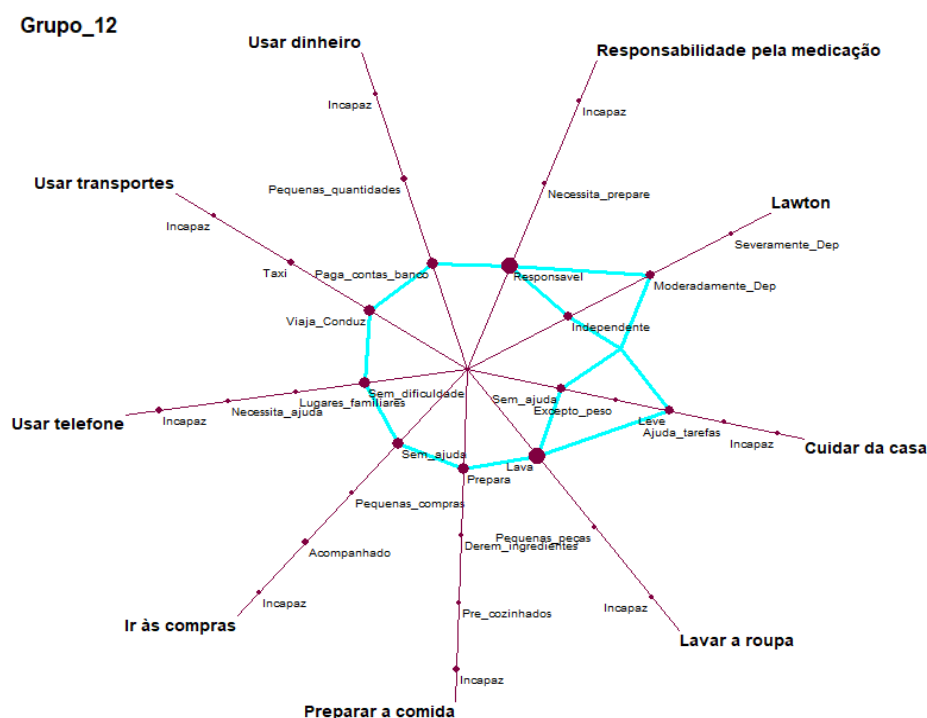 Grupo_12
Usar dinheiro
Responsabilidade pela medicação
Incapaz
Incapaz
Usar transportes
Pequenas_quantidades
Necessita_prepare
Lawton
Incapaz
Severamente_Dep
Taxi
Paga_contas_banco
Responsavel
Moderadamente_Dep
Viaja_Conduz
Independente
Sem_dificuldade
Sem_ajuda
Lugares_familiares
Excepto_peso
Necessita_ajuda
Leve
Usar telefone
Incapaz
Ajuda_tarefas
Incapaz
Cuidar da casa
Sem_ajuda
Lava
Prepara
Pequenas_compras
Pequenas_peças
Derem_ingredientes
Acompanhado
Incapaz
Pre_cozinhados
Incapaz
Ir às compras
Lavar a roupa
Incapaz
Preparar a comida